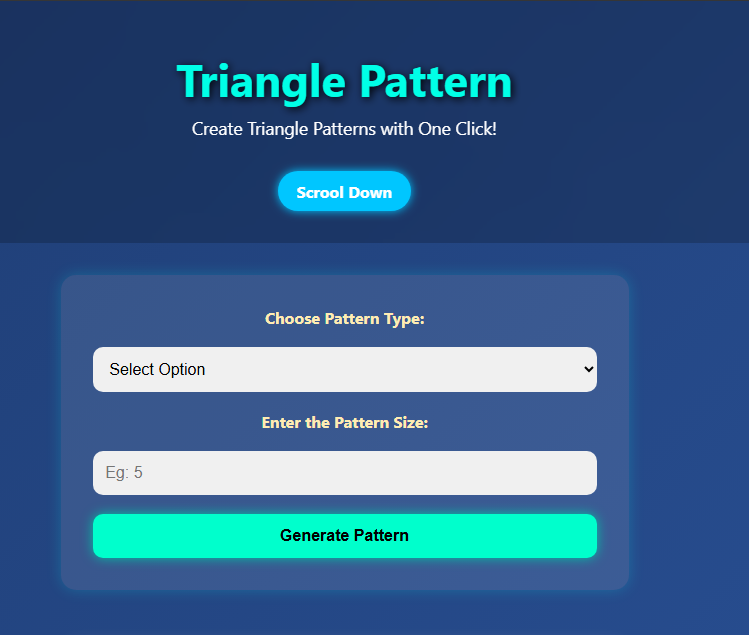 Triangle Pattern
Create Triangle Patterns with One Click!
Scrool Down
Choose Pattern Type:
Select Option
Enter the Pattern Size:
Eg: 5
Generate Pattern